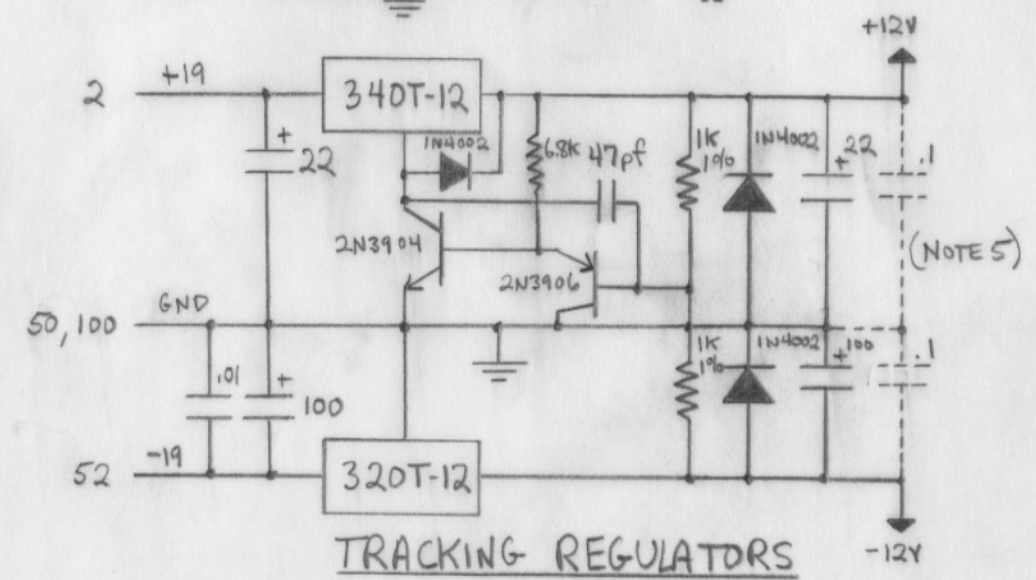 +12V
2
+19
340T-12
+
22
1N4002
6.8K
47pf
1K
1%
1N4002
+
22
.1
2N3904
2N3906
(NOTE 5)
50,100
GND
.01
+
100
1K
1%
1N4002
+
100
.1
52
-19
320T-12
-12V
TRACKING REGULATORS